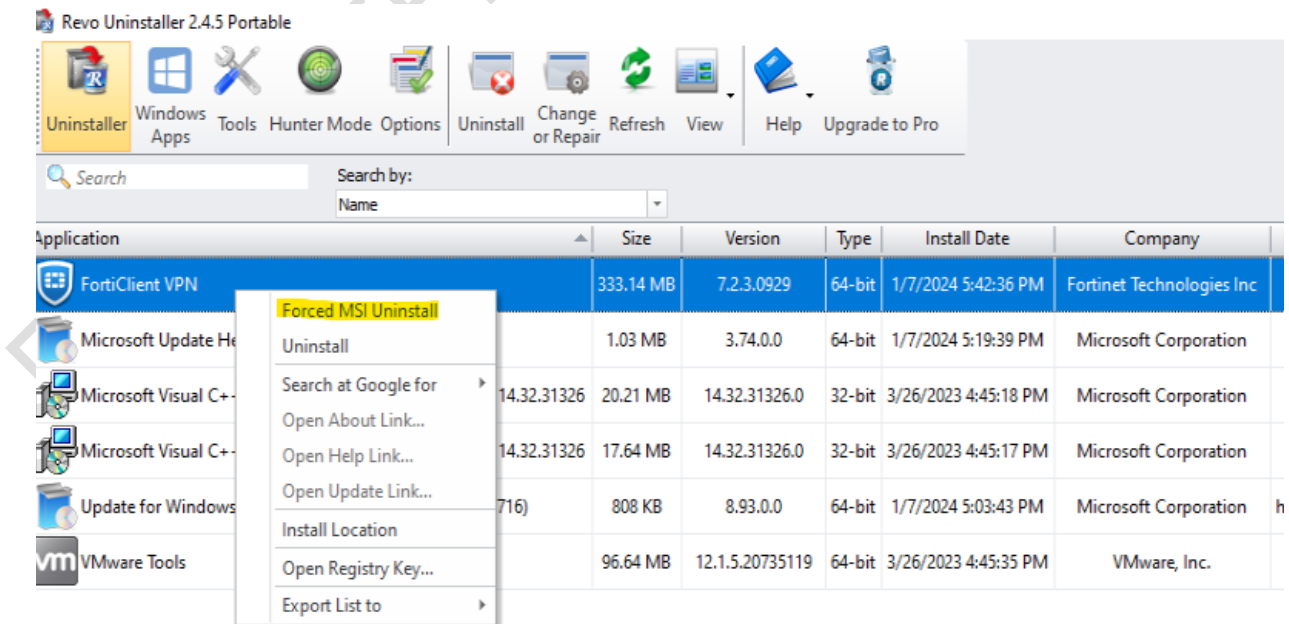 Revo Uninstaller 2.4.5 Portable
Uninstaller
Windows Apps
Tools
Hunter Mode
Options
Uninstall
Change or Repair
Refresh
View
Help
Upgrade to Pro
Search
Search by:
Name
Application Size Version Type Install Date Company
FortiClient VPN 333.14 MB 7.2.3.0929 64-bit 1/7/2024 5:42:36 PM Fortinet Technologies Inc
Forced MSI Uninstall
Microsoft Update He 1.03 MB 3.74.0.0 64-bit 1/7/2024 5:19:39 PM Microsoft Corporation
Uninstall
Search at Google for
Microsoft Visual C+- 14.32.31326 20.21 MB 14.32.31326.0 32-bit 3/26/2023 4:45:18 PM Microsoft Corporation
Open About Link...
Open Help Link...
Microsoft Visual C+- 14.32.31326 17.64 MB 14.32.31326.0 32-bit 3/26/2023 4:45:17 PM Microsoft Corporation
Open Update Link...
Update for Windows 716) 808 KB 8.93.0.0 64-bit 1/7/2024 5:03:43 PM Microsoft Corporation h
Install Location
vm VMware Tools 96.64 MB 12.1.5.20735119 64-bit 3/26/2023 4:45:35 PM VMware, Inc.
Open Registry Key...
Export List to